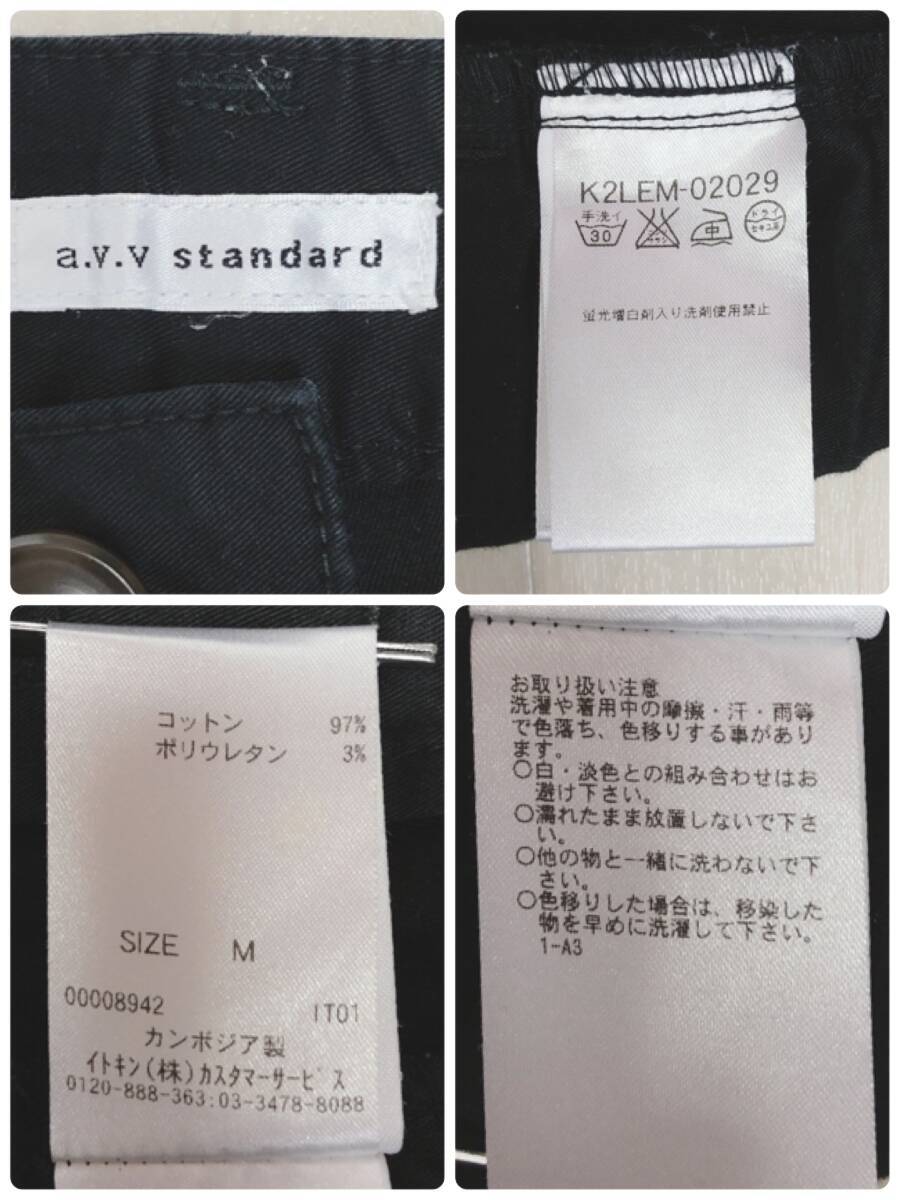 a.v.v standard
K2LEM-02029
手洗イ
30
エンソ
サラシ
中
ドライ
セキユ系
蛍光増白剤入り洗剤使用禁止
コットン 97%
ポリウレタン 3%
SIZE M
00008942 IT01
カンボジア製
イトキン(株)カスタマーサービス
0120-888-363:03-3478-8088
お取り扱い注意
洗濯や着用中の摩擦・汗・雨等
で色落ち、色移りする事があり
ます。
○白・淡色との組み合わせはお
避け下さい。
○濡れたまま放置しないで下さ
い。
○他の物と一緒に洗わないで下
さい。
○色移りした場合は、移染した
物を早めに洗濯して下さい。
1-A3